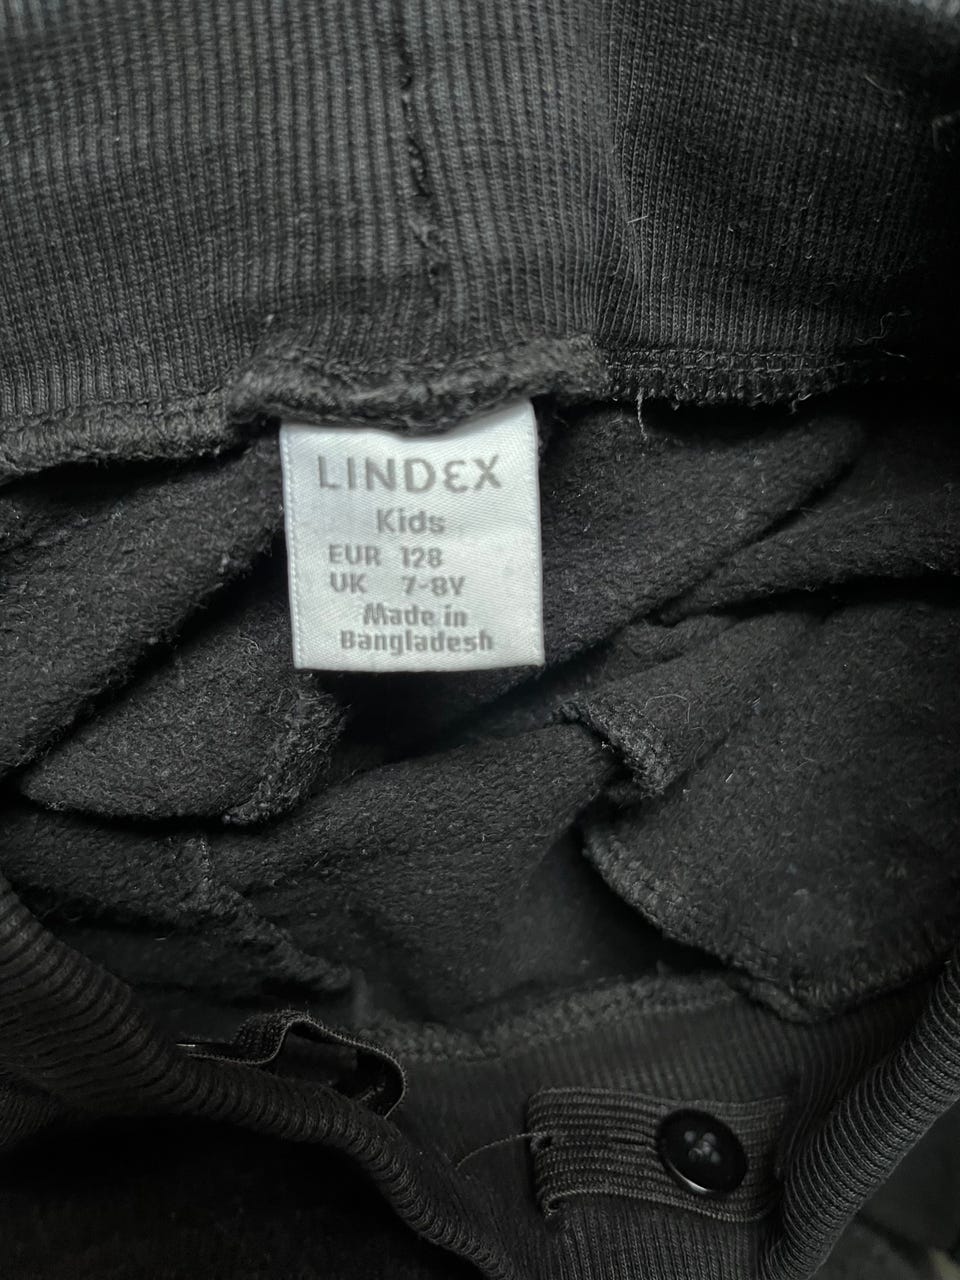 LINDEX
Kids
EUR 128
UK 7-8Y
Made in
Bangladesh